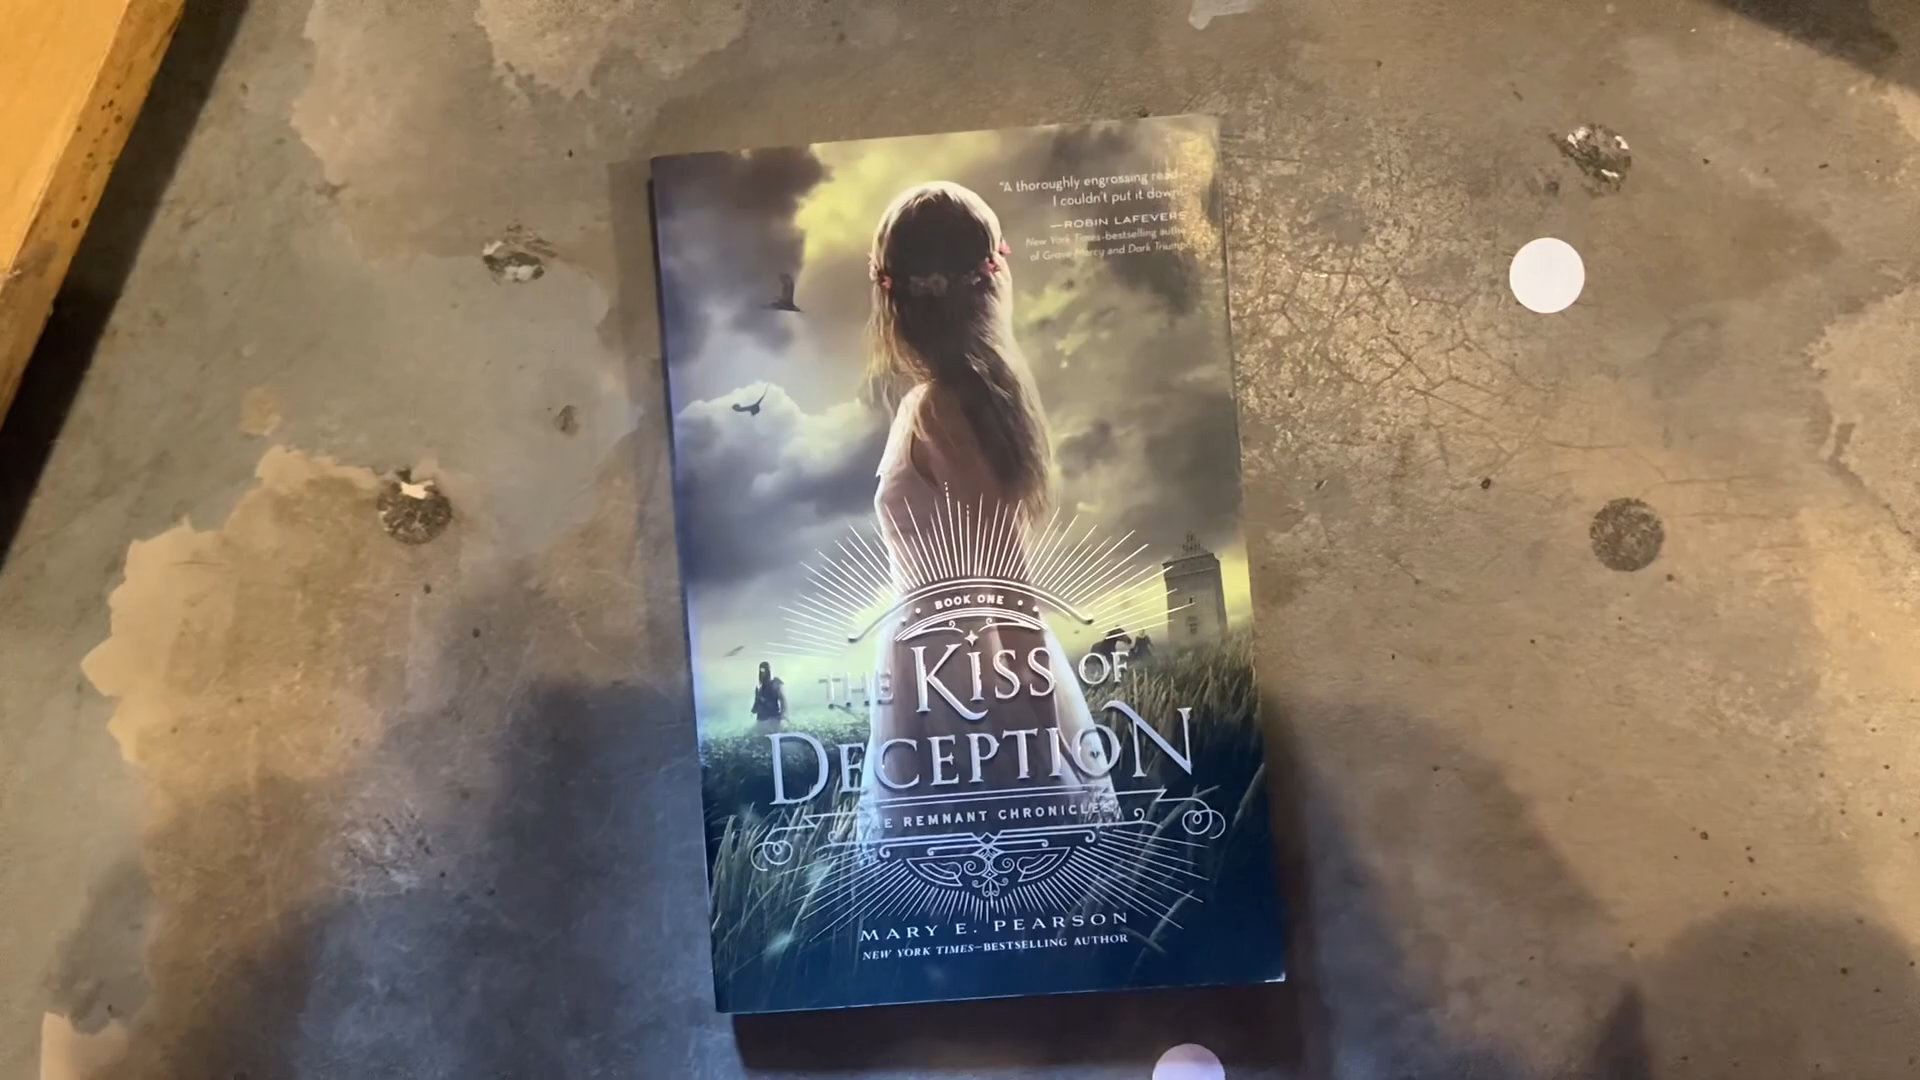 "A thoroughly engrossing read—
I couldn't put it down."
—ROBIN LAFEVERS
New York Times-bestselling author
of Grave Mercy and Dark Triumph
BOOK ONE
THE KISS OF
DECEPTION
THE REMNANT CHRONICLES
MARY E. PEARSON
NEW YORK TIMES–BESTSELLING AUTHOR